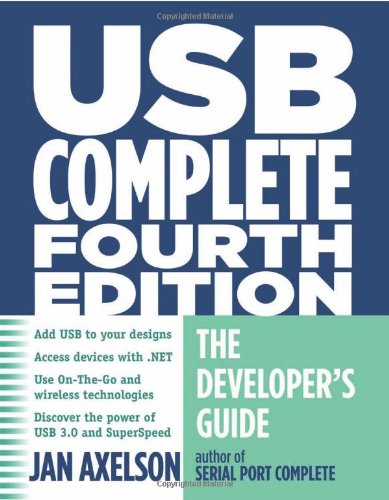 Copyrighted Material
USB
COMPLETE
FOURTH
EDITION
Add USB to your designs
Access devices with .NET
Use On-The-Go and
wireless technologies
Discover the power of
USB 3.0 and SuperSpeed
THE
DEVELOPER'S
GUIDE
JAN AXELSON
author of
SERIAL PORT COMPLETE
Copyrighted Material